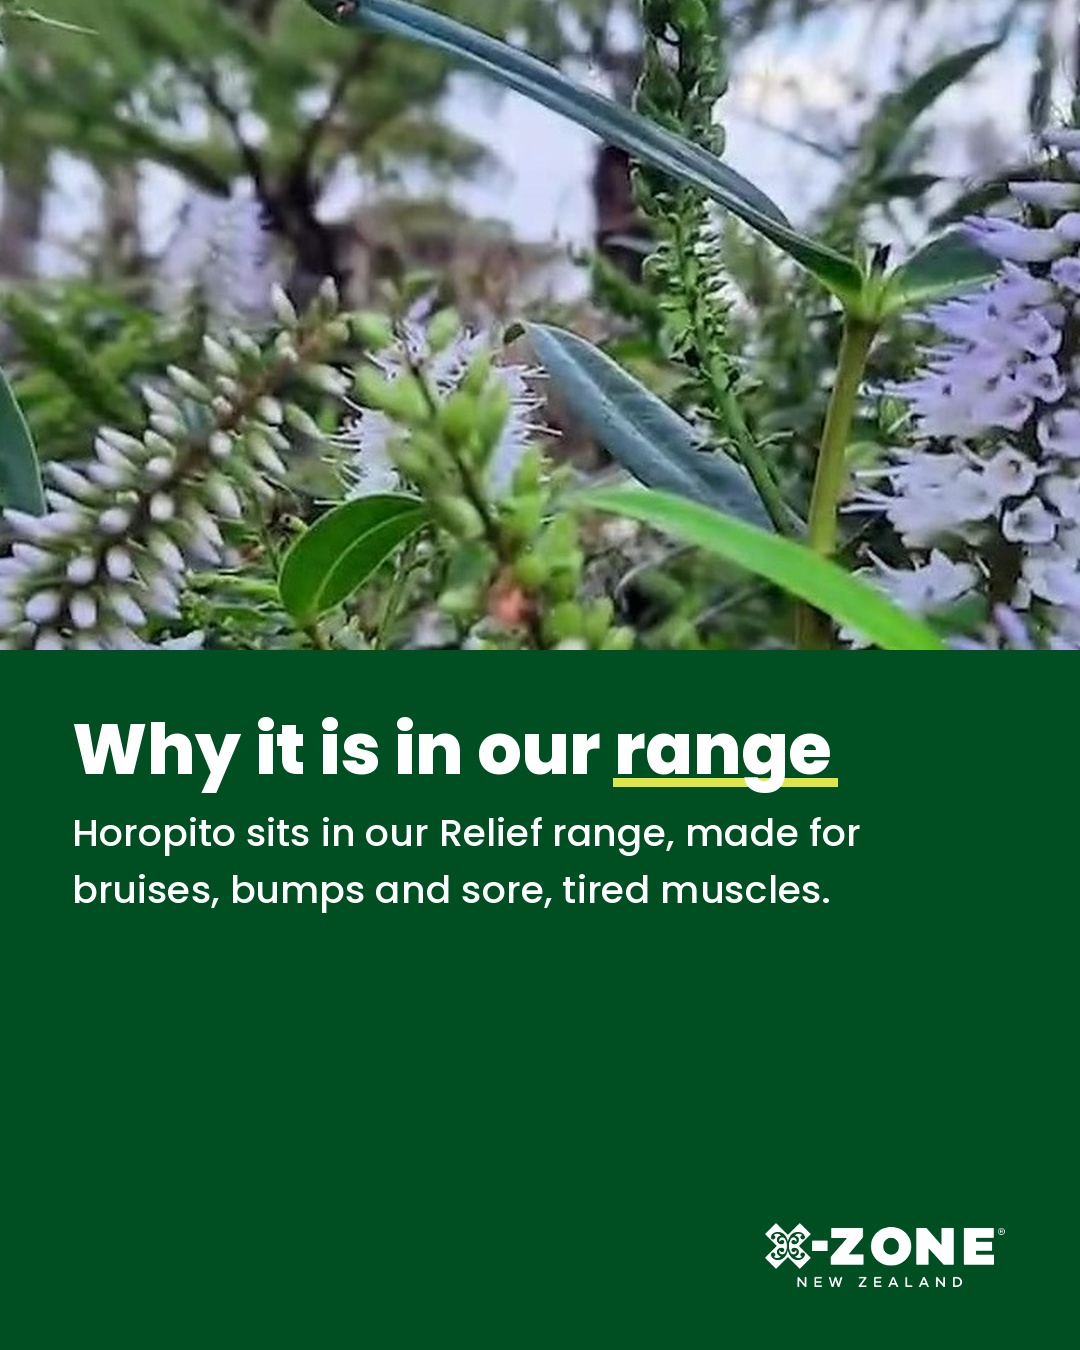 Why it is in our range
Horopito sits in our Relief range, made for
bruises, bumps and sore, tired muscles.
X-ZONE®
NEW ZEALAND